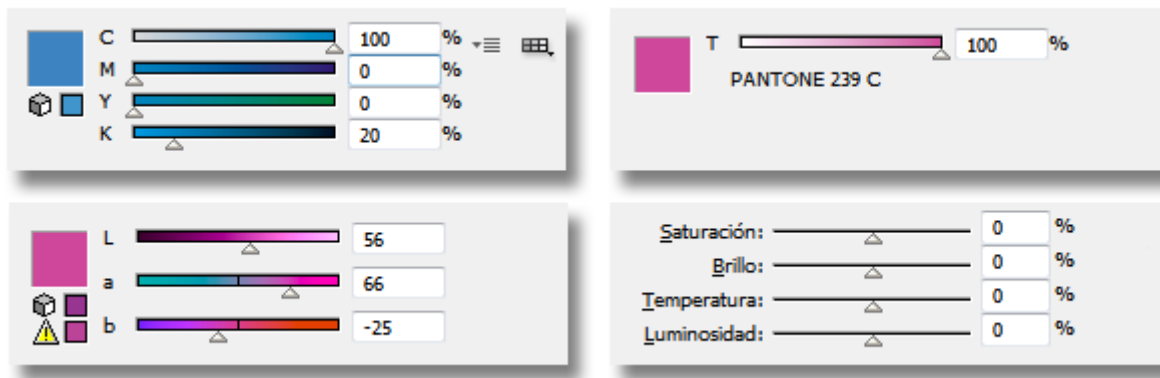 C 100 %
M 0 %
Y 0 %
K 20 %
T 100 %
PANTONE 239 C
L 56
a 66
b -25
Saturación: 0 %
Brillo: 0 %
Temperatura: 0 %
Luminosidad: 0 %